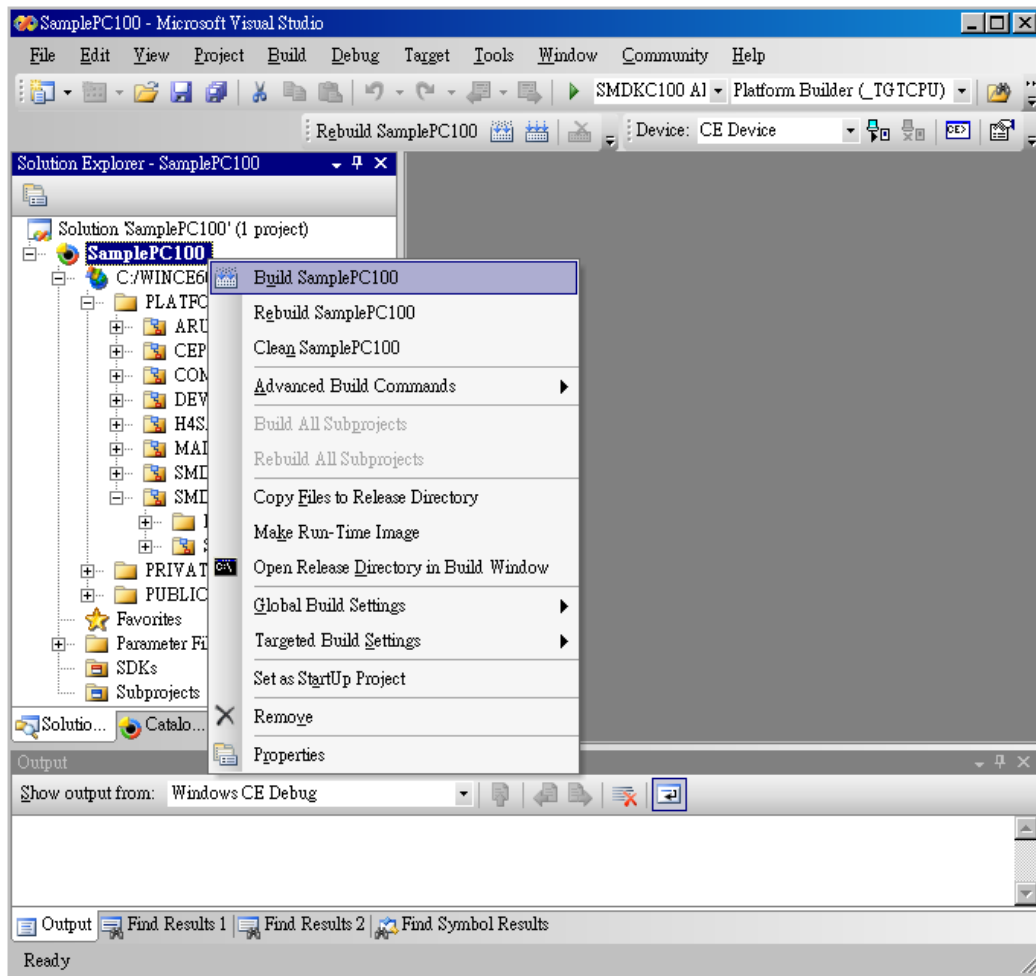 SamplePC100 - Microsoft Visual Studio
File Edit View Project Build Debug Target Tools Window Community Help
SMDKC100 Al Platform Builder (_TGTCPU)
Rebuild SamplePC100 Device: CE Device
Solution Explorer - SamplePC100
Solution 'SamplePC100' (1 project)
SamplePC100
C:/WINCE6
PLATFO
ARU
CEP
COM
DEV
H4S
MAI
SMD
SMD
PRIVAT
PUBLIC
Favorites
Parameter Fil
SDKs
Subprojects
Solutio... Catalo...
Build SamplePC100
Rebuild SamplePC100
Clean SamplePC100
Advanced Build Commands
Build All Subprojects
Rebuild All Subprojects
Copy Files to Release Directory
Make Run-Time Image
Open Release Directory in Build Window
Global Build Settings
Targeted Build Settings
Set as StartUp Project
Remove
Properties
Output
Show output from: Windows CE Debug
Output Find Results 1 Find Results 2 Find Symbol Results
Ready